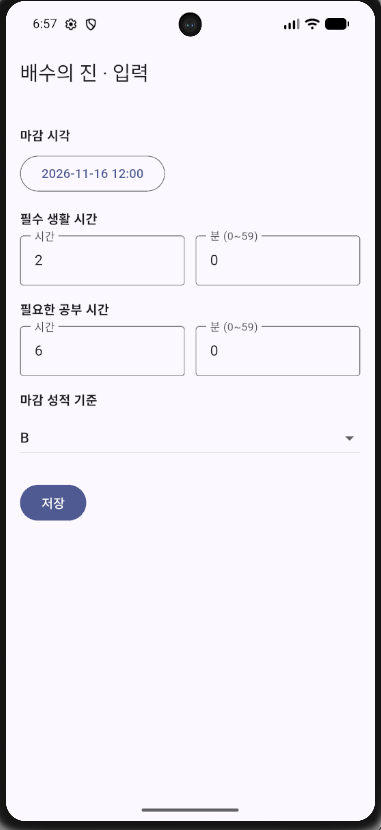 6:57
배수의 진 · 입력
마감 시각
2026-11-16 12:00
필수 생활 시간
시간
분 (0~59)
2
0
필요한 공부 시간
시간
분 (0~59)
6
0
마감 성적 기준
B
저장